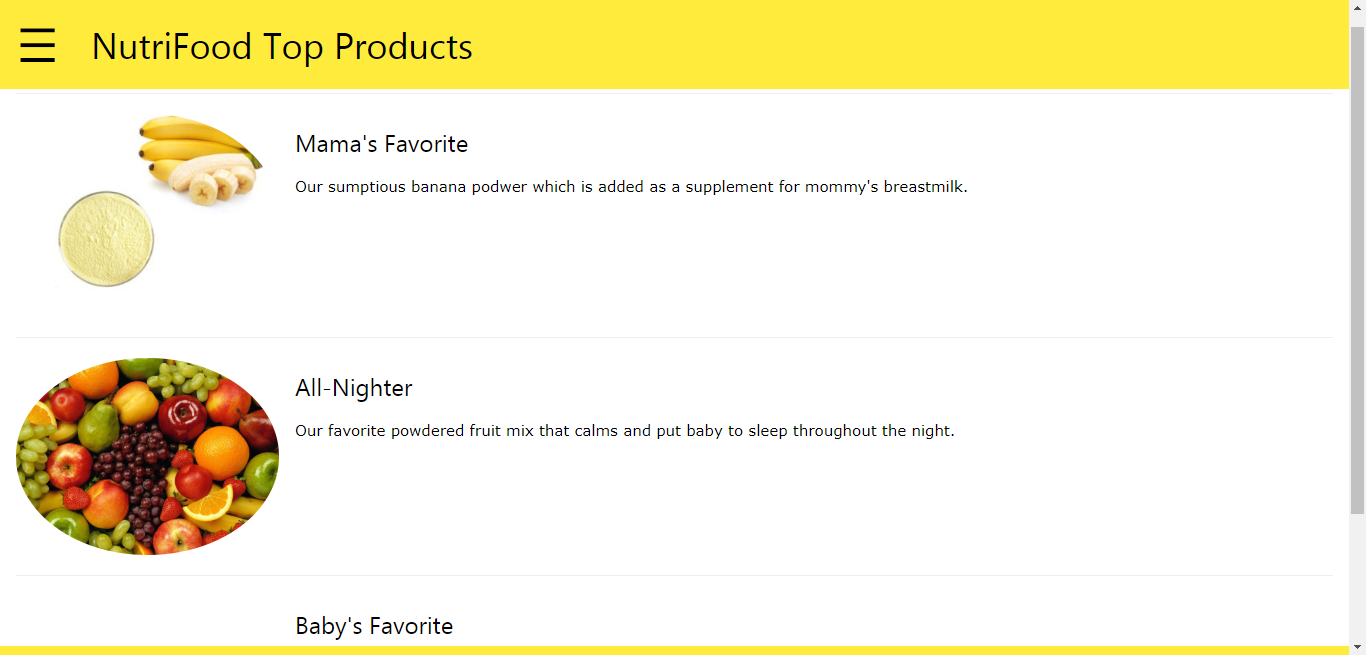 NutriFood Top Products
Mama's Favorite
Our sumptious banana podwer which is added as a supplement for mommy's breastmilk.
All-Nighter
Our favorite powdered fruit mix that calms and put baby to sleep throughout the night.
Baby's Favorite